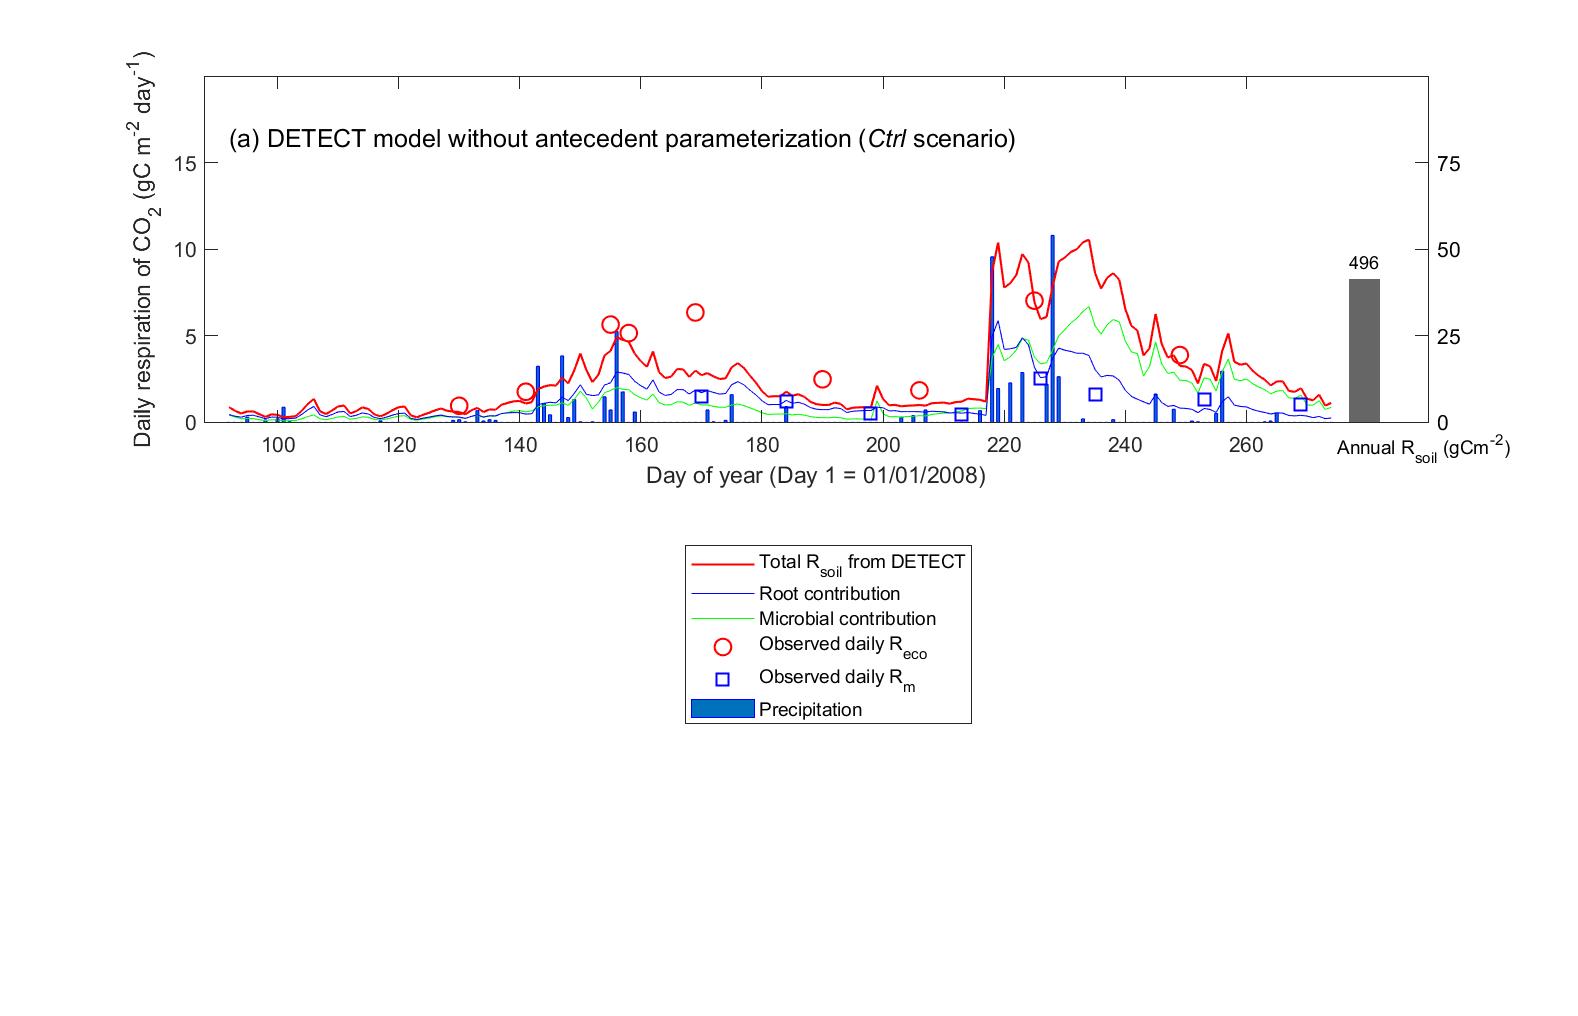 Daily respiration of CO2 (gC m-2 day-1)
(a) DETECT model without antecedent parameterization (Ctrl scenario)
15
10
5
0
75
50
25
0
496
100 120 140 160 180 200 220 240 260
Annual Rsoil (gCm-2)
Day of year (Day 1 = 01/01/2008)
Total Rsoil from DETECT
Root contribution
Microbial contribution
Observed daily Reco
Observed daily Rm
Precipitation